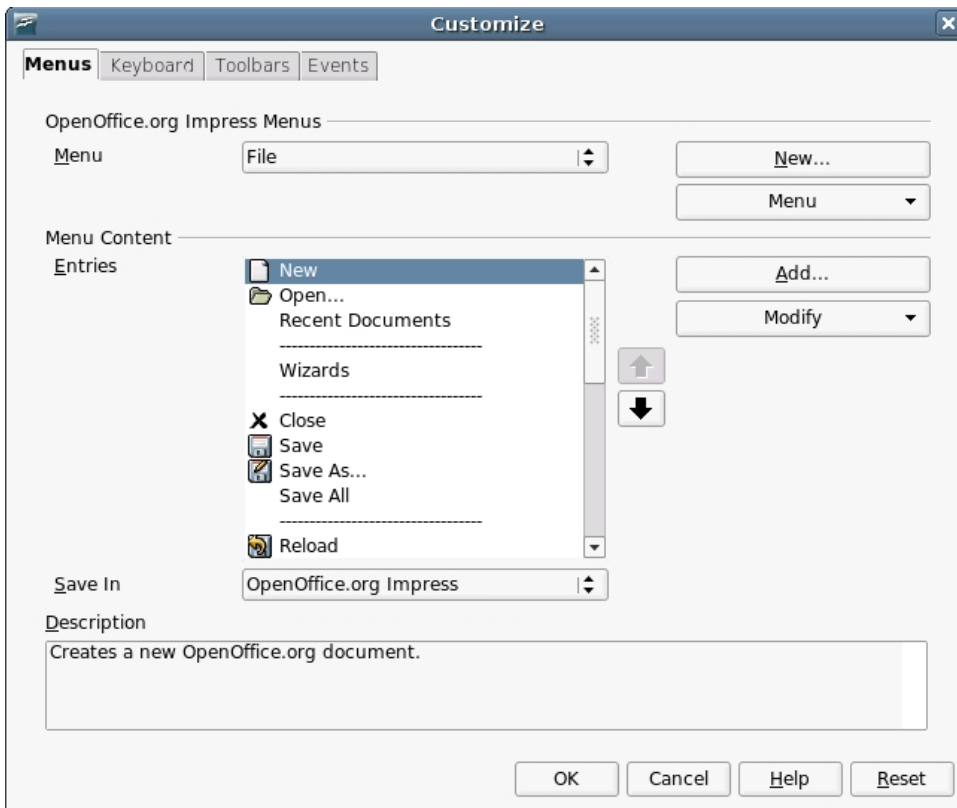 Customize
Menus Keyboard Toolbars Events
OpenOffice.org Impress Menus
Menu File New...
Menu
Menu Content
Entries New Add...
Open...
Recent Documents Modify
----------------------------------
Wizards
----------------------------------
Close
Save
Save As...
Save All
----------------------------------
Reload
Save In OpenOffice.org Impress
Description
Creates a new OpenOffice.org document.
OK Cancel Help Reset